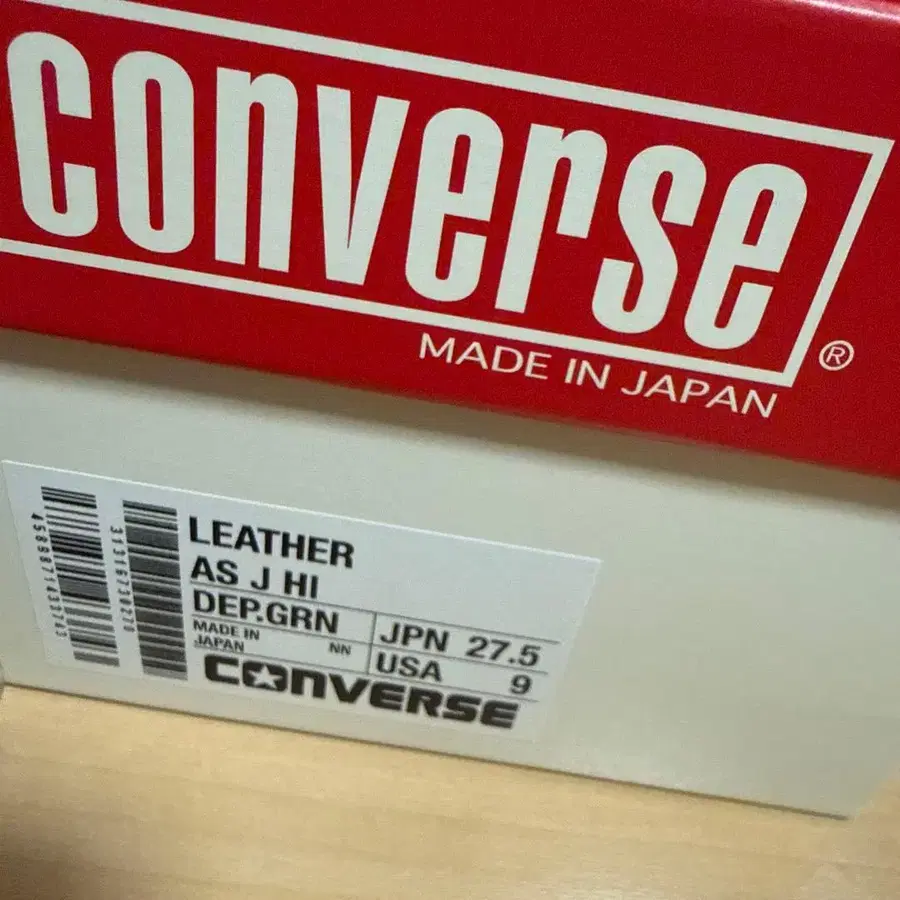 converse®
MADE IN JAPAN
LEATHER
AS J HI
DEP.GRN
JPN 27.5
MADE IN
JAPAN
NN
USA 9
CONVERSE
31316730270